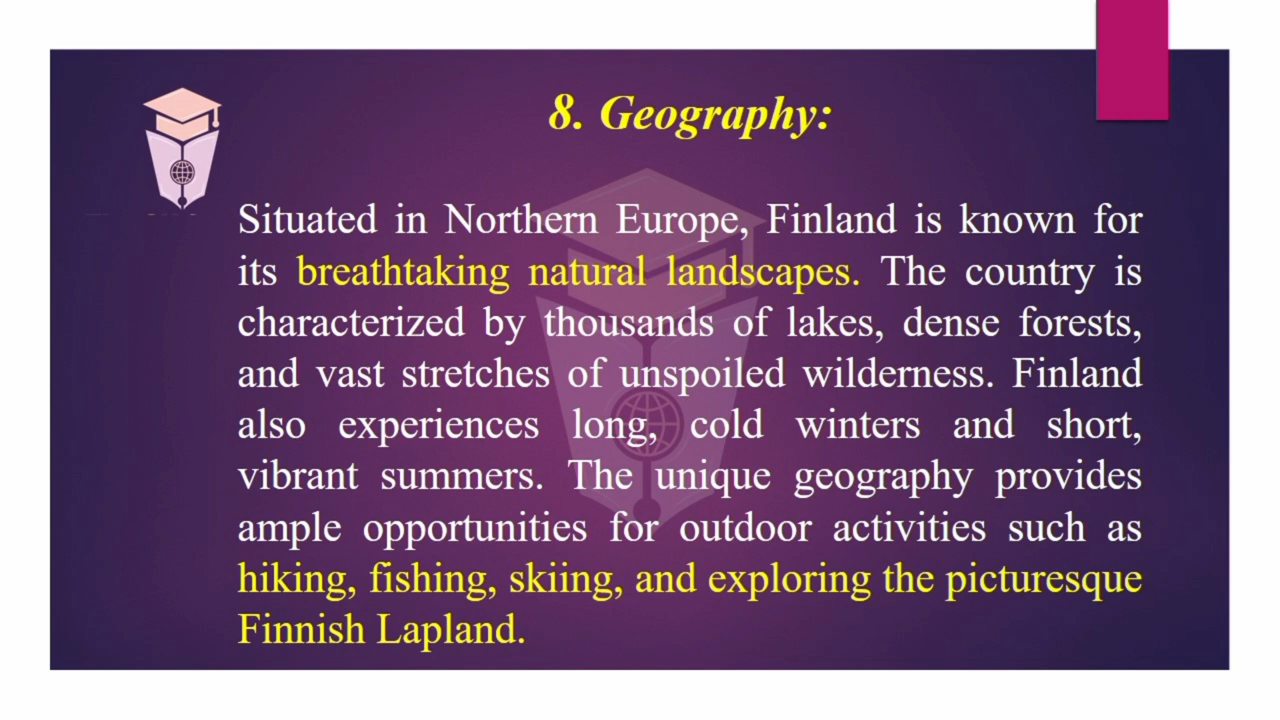 8. Geography:
Situated in Northern Europe, Finland is known for
its breathtaking natural landscapes. The country is
characterized by thousands of lakes, dense forests,
and vast stretches of unspoiled wilderness. Finland
also experiences long, cold winters and short,
vibrant summers. The unique geography provides
ample opportunities for outdoor activities such as
hiking, fishing, skiing, and exploring the picturesque
Finnish Lapland.